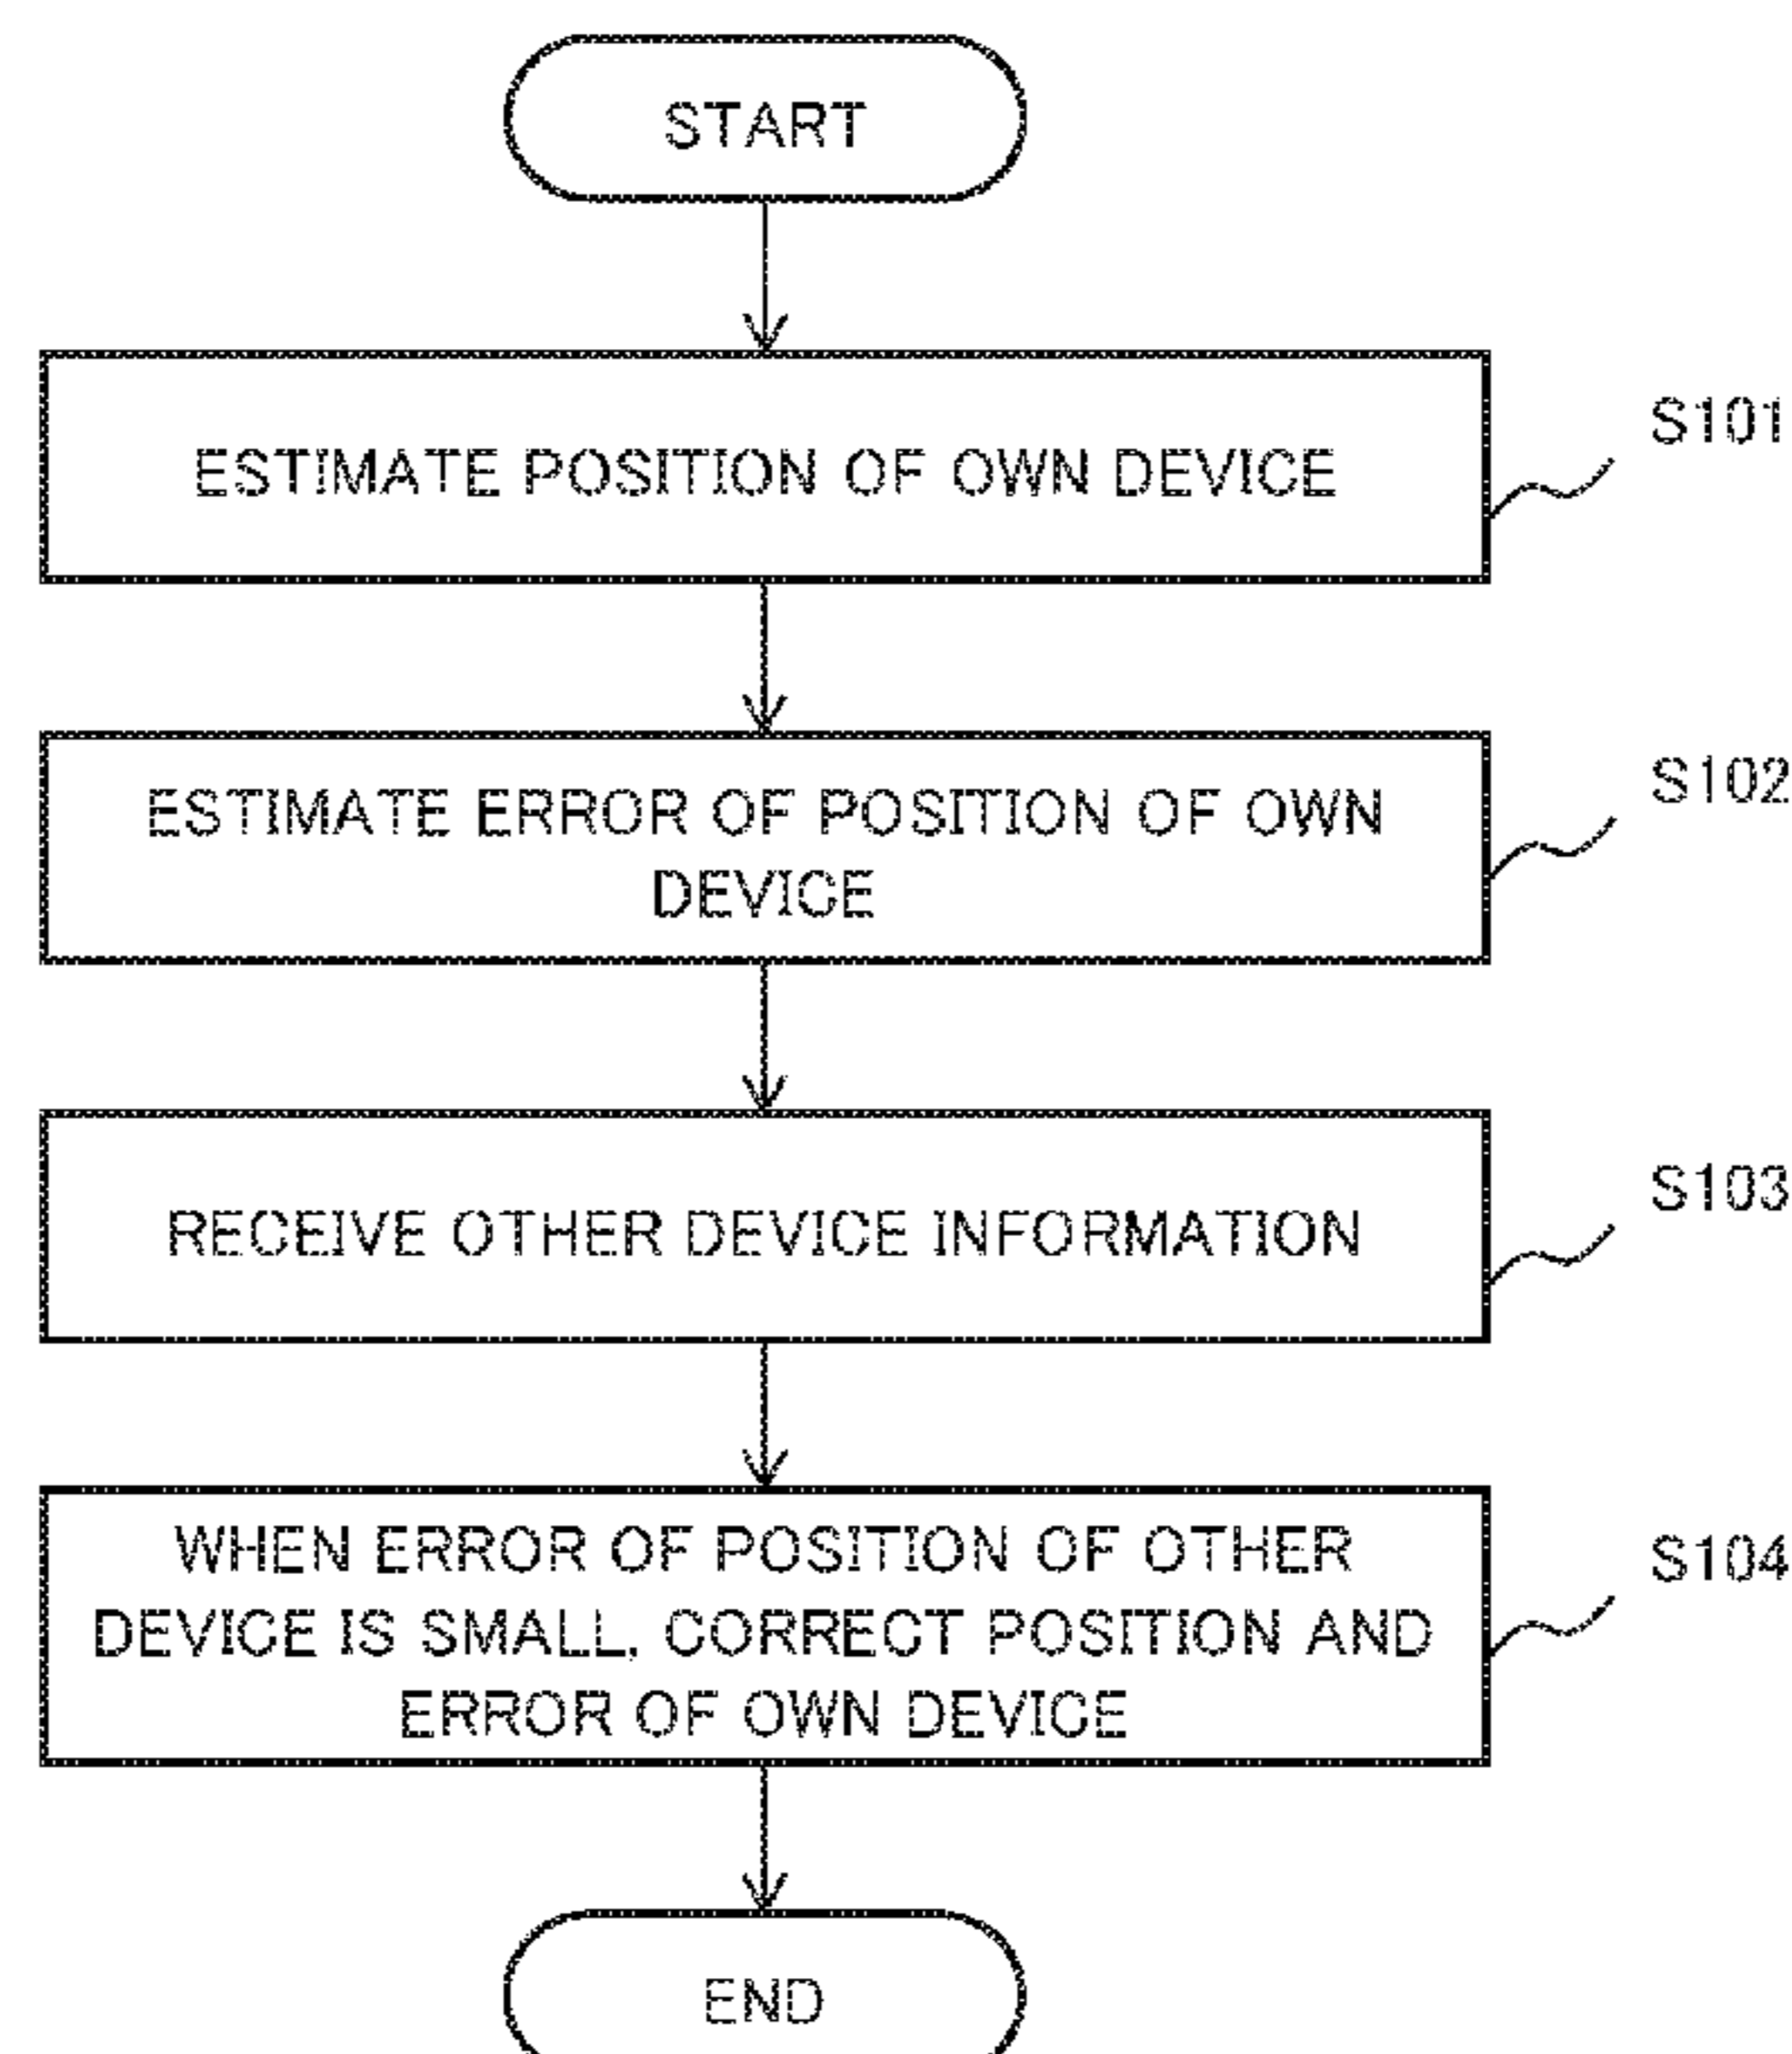 START
ESTIMATE POSITION OF OWN DEVICE
S101
ESTIMATE ERROR OF POSITION OF OWN
DEVICE
S102
RECEIVE OTHER DEVICE INFORMATION
S103
WHEN ERROR OF POSITION OF OTHER
DEVICE IS SMALL, CORRECT POSITION AND
ERROR OF OWN DEVICE
S104
END